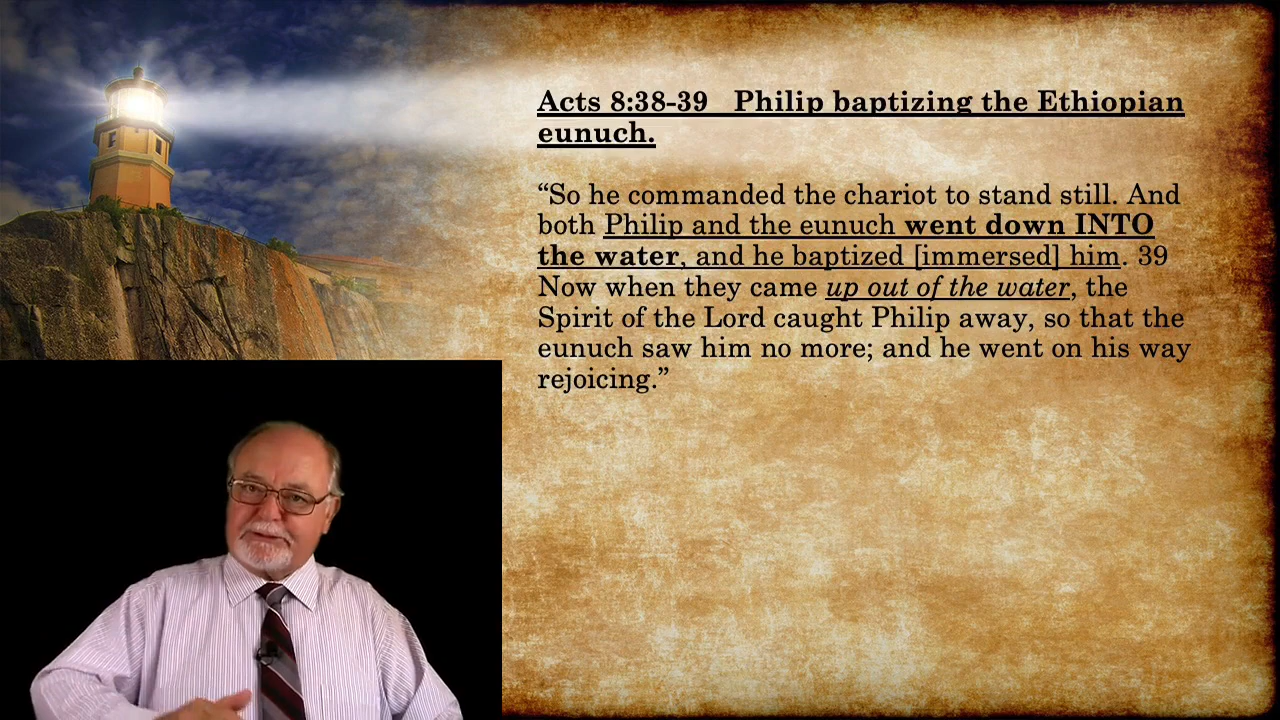 Acts 8:38-39   Philip baptizing the Ethiopian
eunuch.
“So he commanded the chariot to stand still. And
both Philip and the eunuch went down INTO
the water, and he baptized [immersed] him. 39
Now when they came up out of the water, the
Spirit of the Lord caught Philip away, so that the
eunuch saw him no more; and he went on his way
rejoicing.”